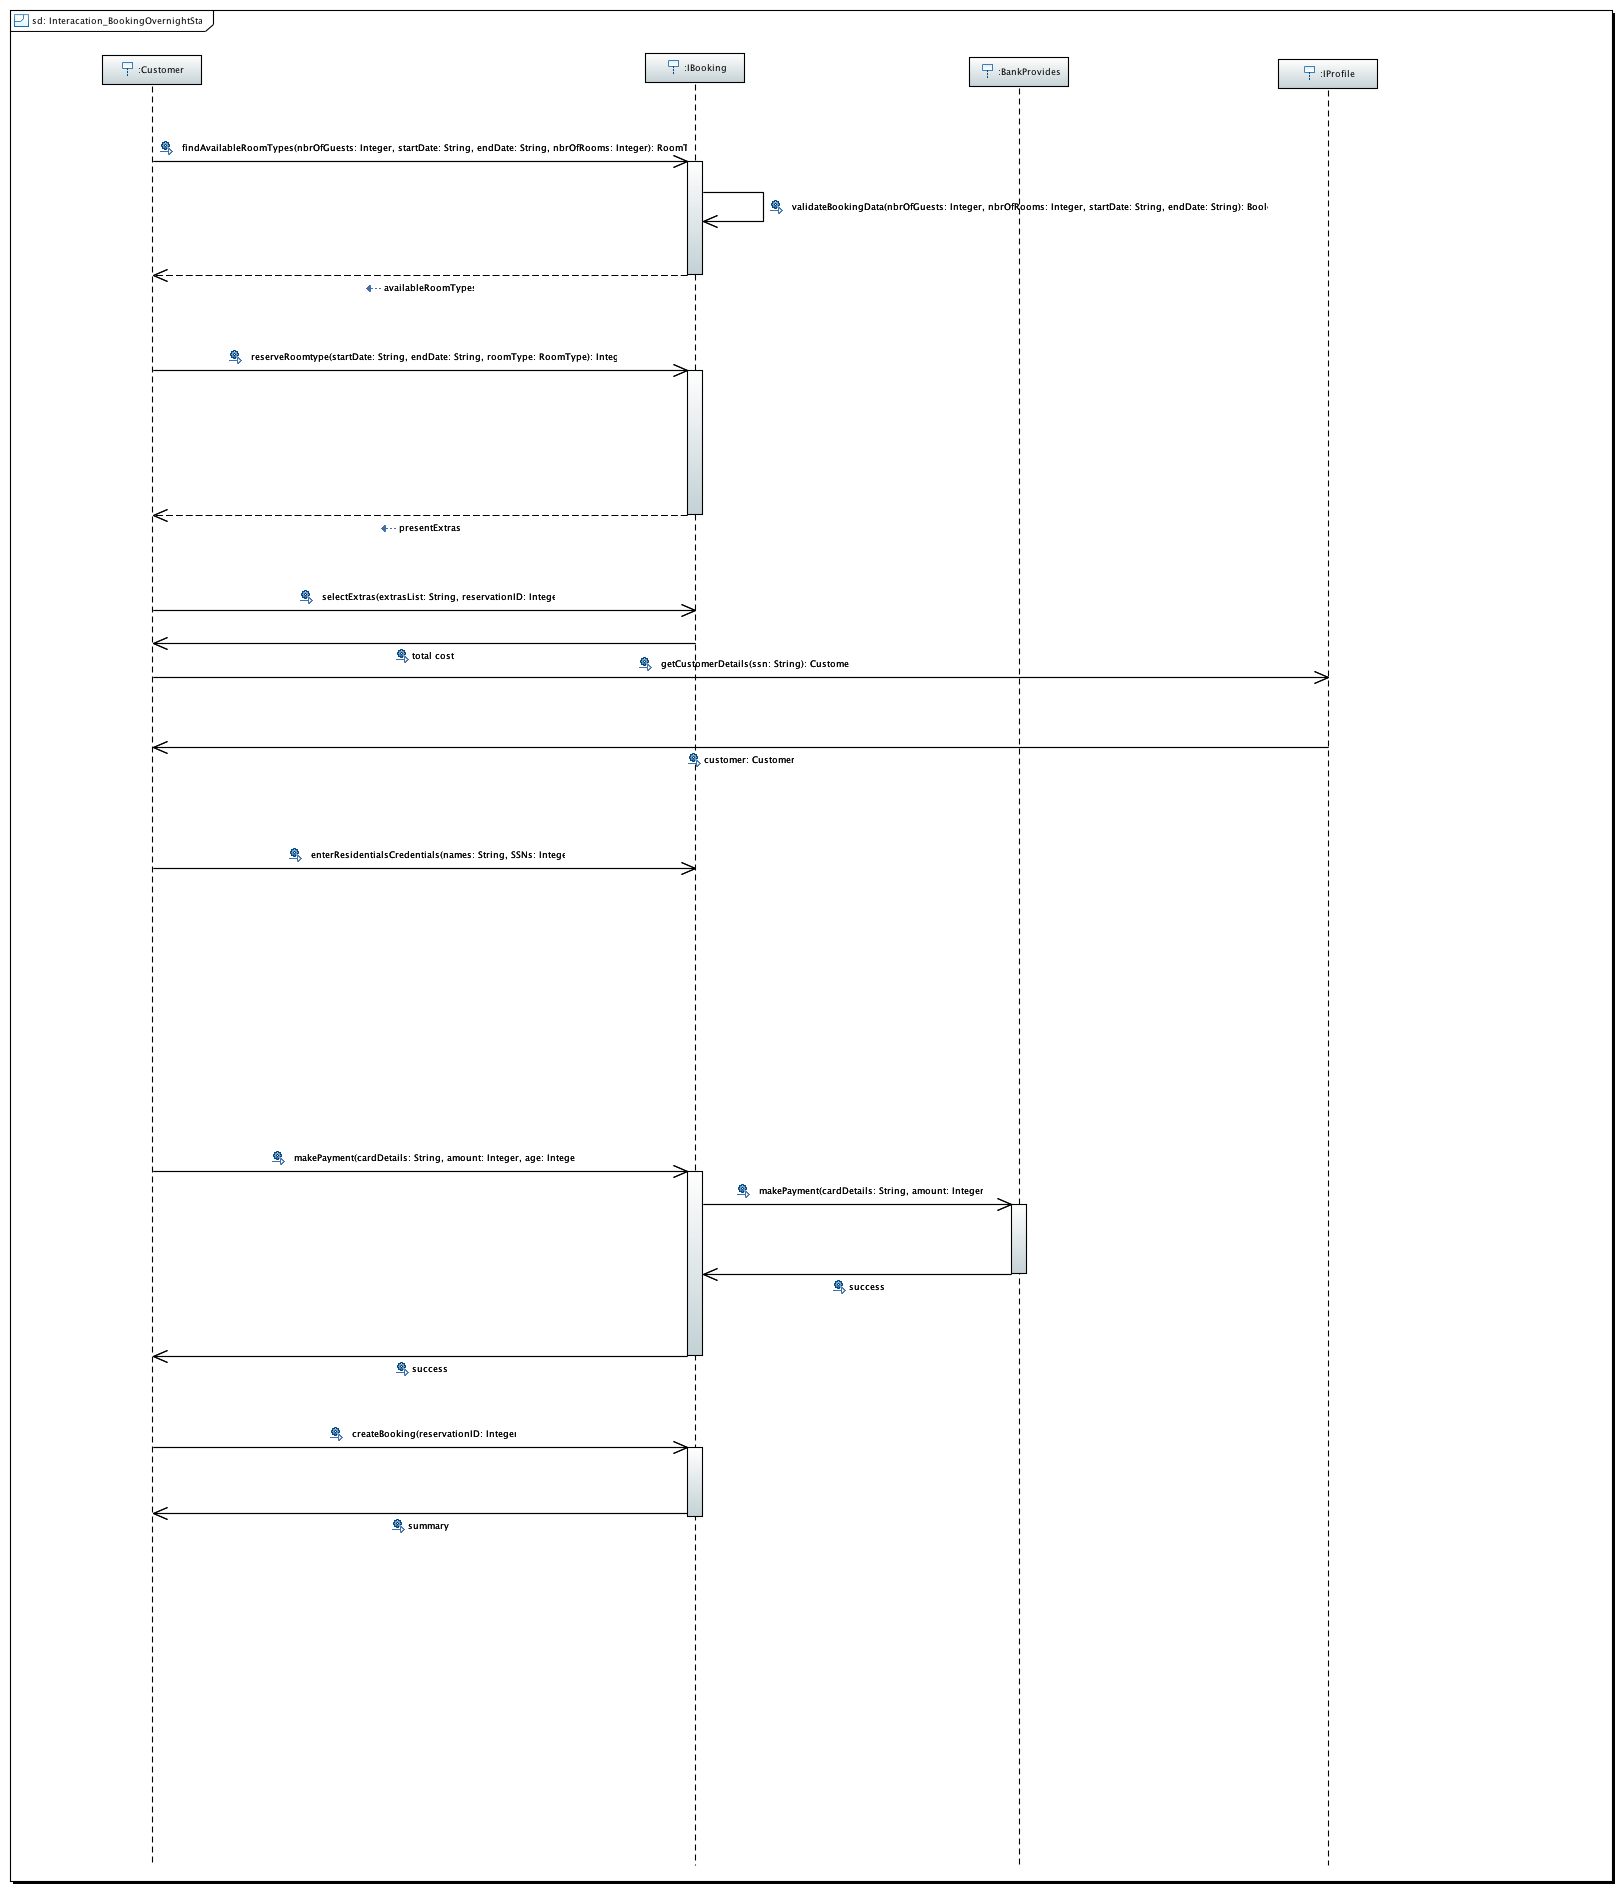 sd: Interacation_BookingOvernightSta
:Customer
:IBooking
:BankProvides
:IProfile
findAvailableRoomTypes(nbrOfGuests: Integer, startDate: String, endDate: String, nbrOfRooms: Integer): RoomT
validateBookingData(nbrOfGuests: Integer, nbrOfRooms: Integer, startDate: String, endDate: String): Bool
availableRoomTypes
reserveRoomtype(startDate: String, endDate: String, roomType: RoomType): Integ
presentExtras
selectExtras(extrasList: String, reservationID: Intege
total cost
getCustomerDetails(ssn: String): Custome
customer: Customer
enterResidentialsCredentials(names: String, SSNs: Intege
makePayment(cardDetails: String, amount: Integer, age: Intege
makePayment(cardDetails: String, amount: Integer
success
success
createBooking(reservationID: Integer
summary